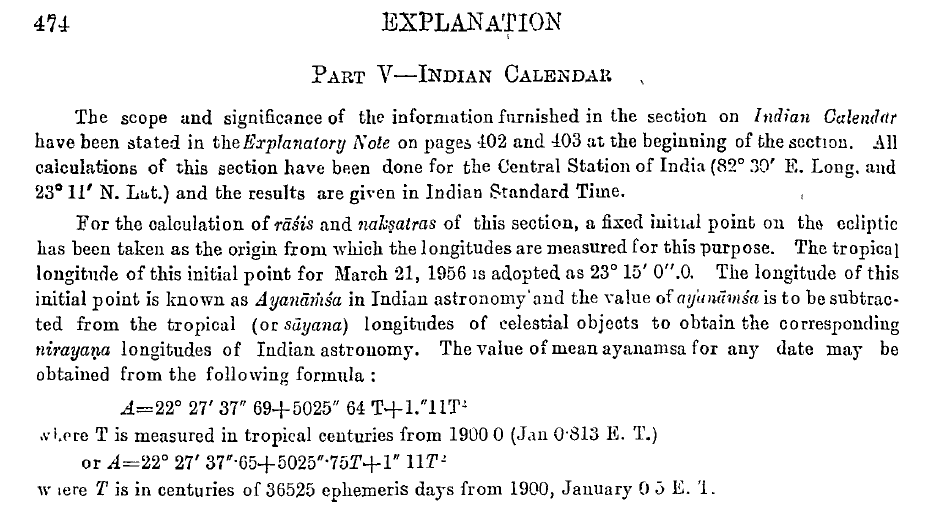 474 EXPLANATION
PART V—INDIAN CALENDAR
The scope and significance of the information furnished in the section on Indian Calendar
have been stated in the Explanatory Note on pages 402 and 403 at the beginning of the section. All
calculations of this section have been done for the Central Station of India (82° 30′ E. Long. and
23° 11′ N. Lat.) and the results are given in Indian Standard Time.
For the calculation of rāśis and nakṣatras of this section, a fixed initial point on the ecliptic
has been taken as the origin from which the longitudes are measured for this purpose. The tropical
longitude of this initial point for March 21, 1956 is adopted as 23° 15′ 0″.0. The longitude of this
initial point is known as Ayanāṁśa in Indian astronomy and the value of ayanāṁśa is to be subtrac-
ted from the tropical (or sāyana) longitudes of celestial objects to obtain the corresponding
nirayaṇa longitudes of Indian astronomy. The value of mean ayanamsa for any date may be
obtained from the following formula :
A=22° 27′ 37″ 69+5025″ 64 T+1.″11T²
where T is measured in tropical centuries from 1900 0 (Jan 0·813 E. T.)
or A=22° 27′ 37″·65+5025″·75T+1″ 11T²
where T is in centuries of 36525 ephemeris days from 1900, January 0 5 E. T.